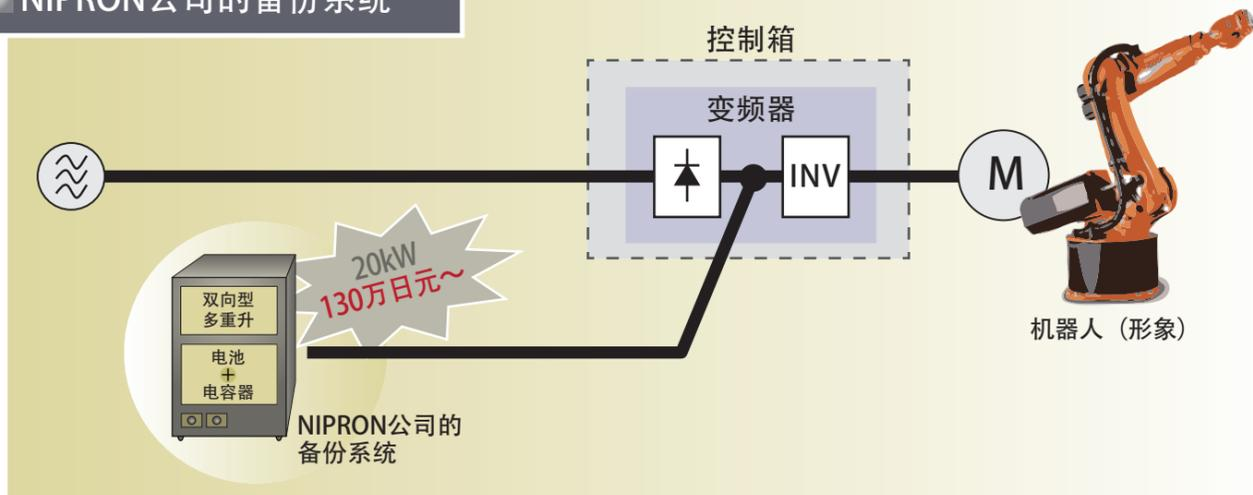 NIPRON公司的备份系统
控制箱
变频器
INV
M
20kW
130万日元～
双向型
多重升
电池
+
电容器
NIPRON公司的
备份系统
机器人（形象）